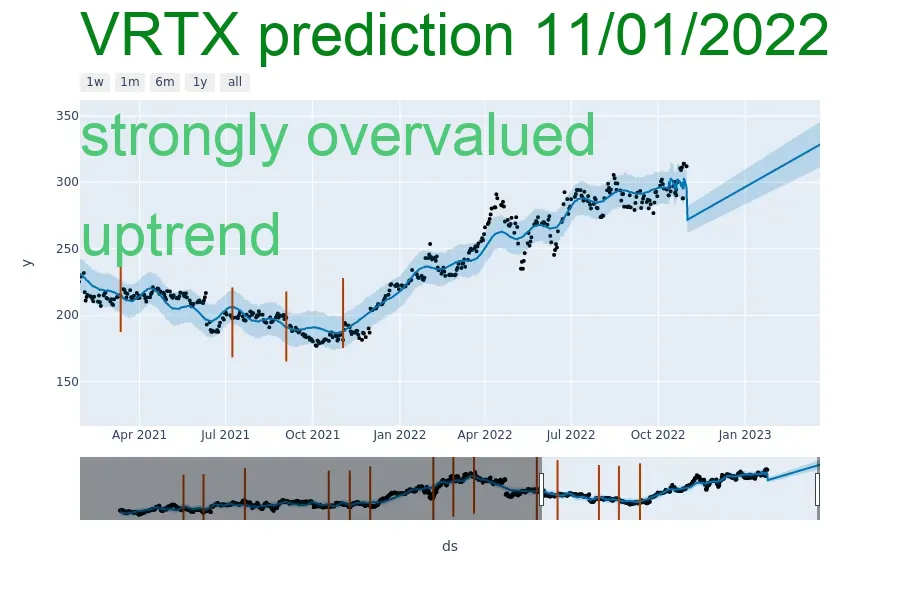 VRTX prediction 11/01/2022
1w 1m 6m 1y all
strongly overvalued
uptrend
350
300
250
200
150
y
Apr 2021 Jul 2021 Oct 2021 Jan 2022 Apr 2022 Jul 2022 Oct 2022 Jan 2023
ds